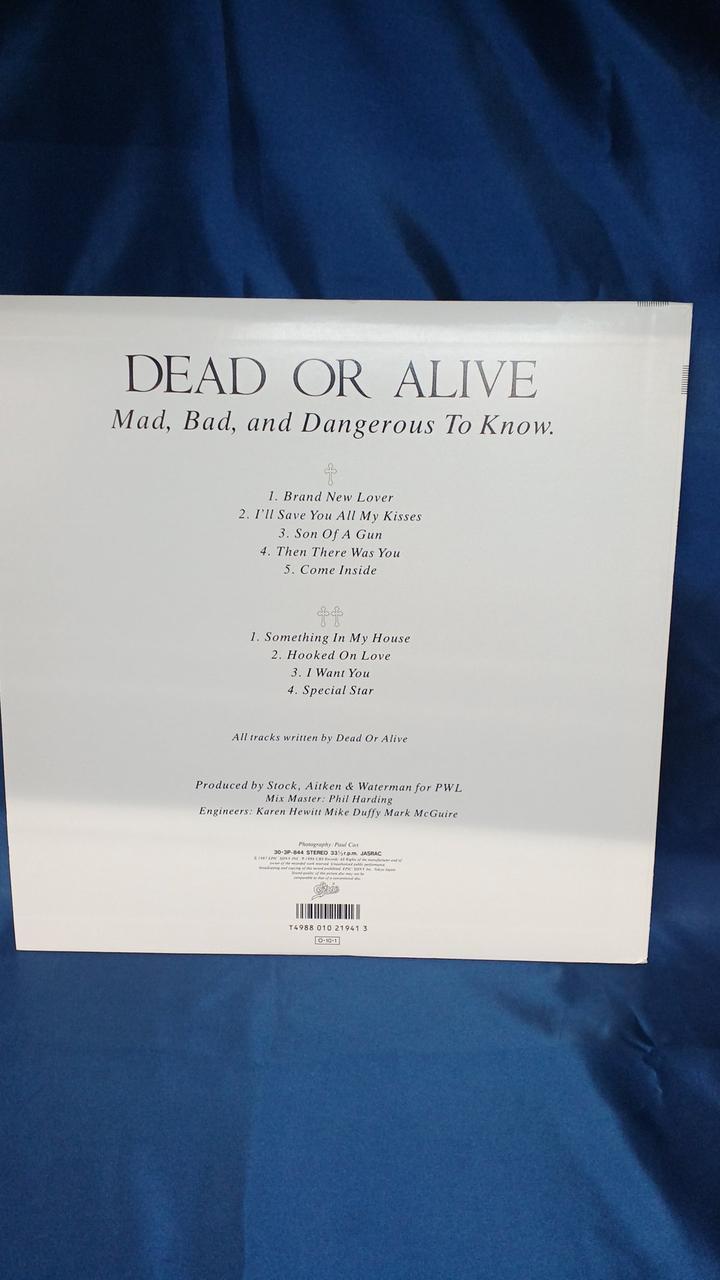 DEAD OR ALIVE
Mad, Bad, and Dangerous To Know.
1. Brand New Lover
2. I'll Save You All My Kisses
3. Son Of A Gun
4. Then There Was You
5. Come Inside
1. Something In My House
2. Hooked On Love
3. I Want You
4. Special Star
All tracks written by Dead Or Alive
Produced by Stock, Aitken & Waterman for PWL
Mix Master: Phil Harding
Engineers: Karen Hewitt Mike Duffy Mark McGuire
Photography: Paul Cox
30·3P-844 STEREO 33⅓r.p.m. JASRAC
Epic
T4988 010 21941 3